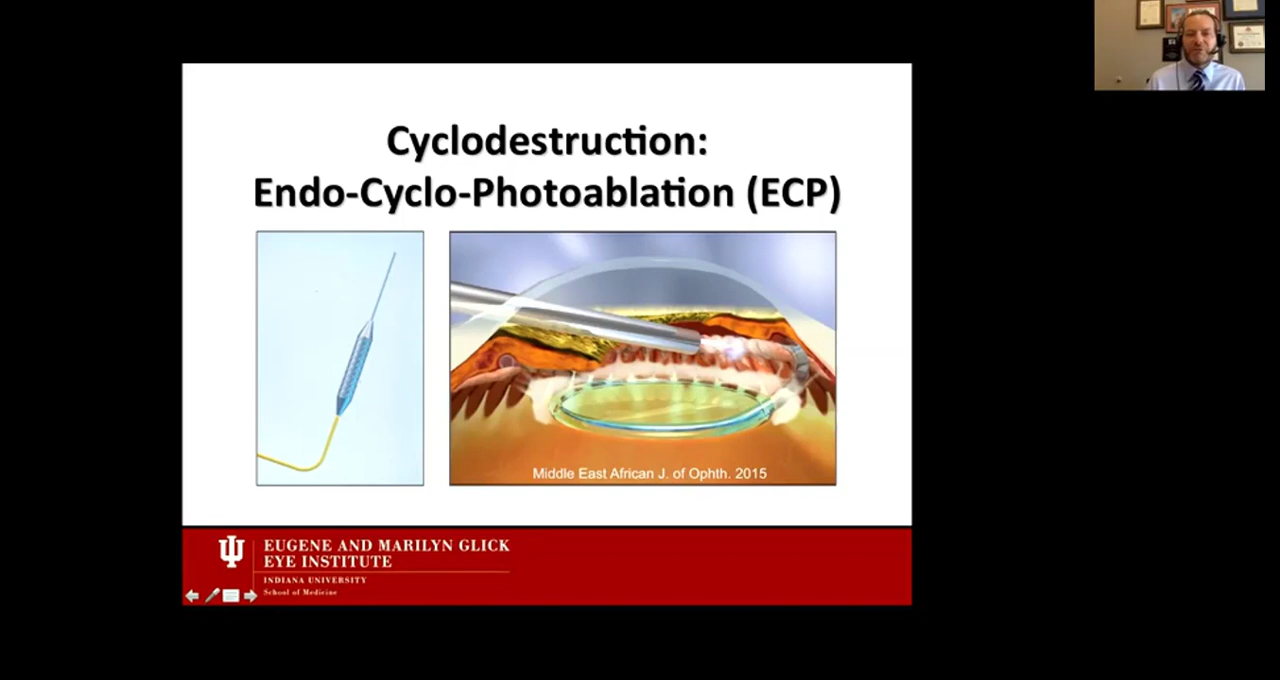 Cyclodestruction:
Endo-Cyclo-Photoablation (ECP)
Middle East African J. of Ophth. 2015
EUGENE AND MARILYN GLICK
EYE INSTITUTE
INDIANA UNIVERSITY
School of Medicine